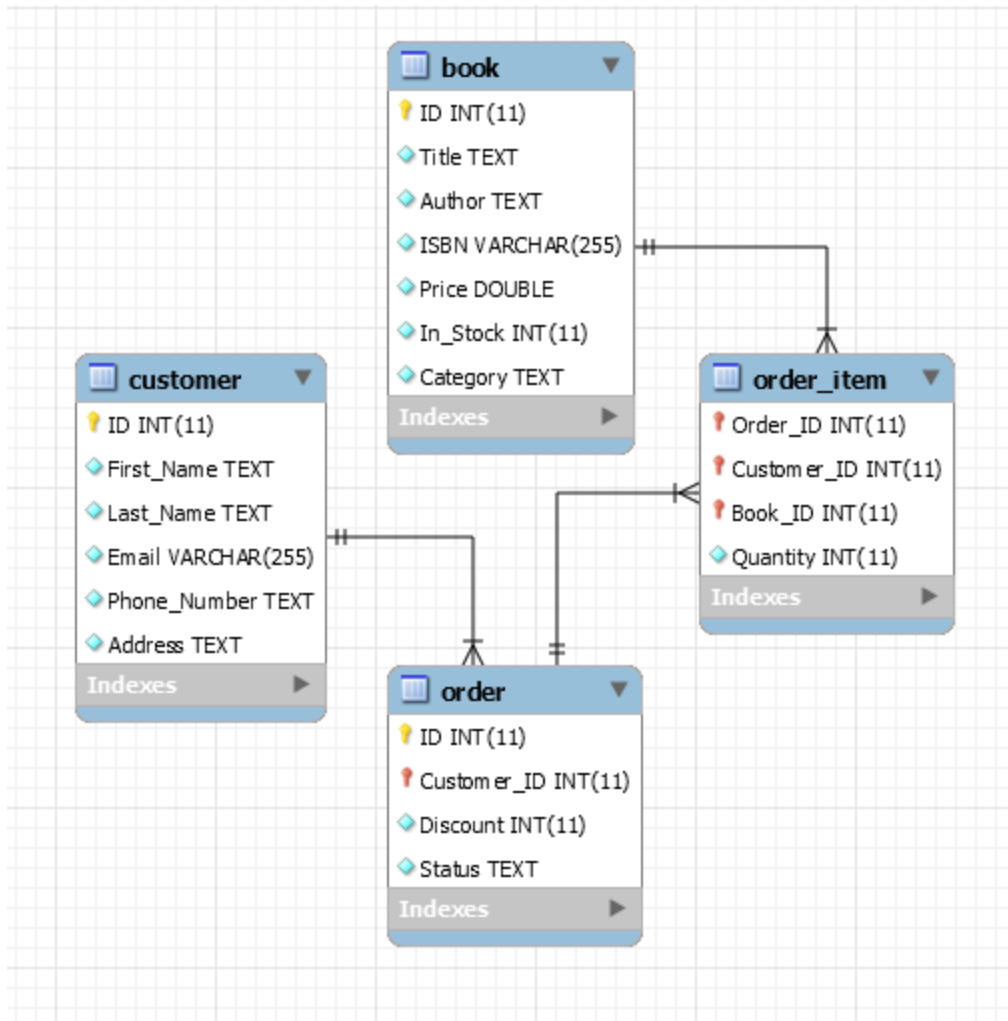 book
ID INT(11)
Title TEXT
Author TEXT
ISBN VARCHAR(255)
Price DOUBLE
In_Stock INT(11)
Category TEXT
Indexes
customer
ID INT(11)
First_Name TEXT
Last_Name TEXT
Email VARCHAR(255)
Phone_Number TEXT
Address TEXT
Indexes
order_item
Order_ID INT(11)
Customer_ID INT(11)
Book_ID INT(11)
Quantity INT(11)
Indexes
order
ID INT(11)
Customer_ID INT(11)
Discount INT(11)
Status TEXT
Indexes